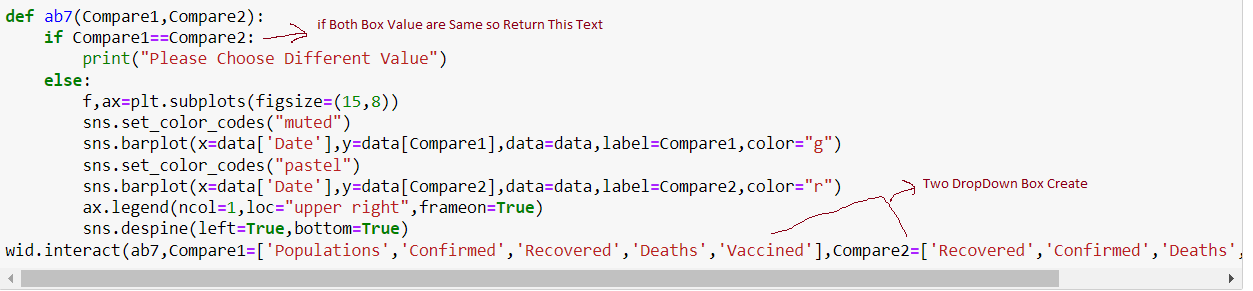 def ab7(Compare1,Compare2):
if Both Box Value are Same so Return This Text
    if Compare1==Compare2:
        print("Please Choose Different Value")
    else:
        f,ax=plt.subplots(figsize=(15,8))
        sns.set_color_codes("muted")
        sns.barplot(x=data['Date'],y=data[Compare1],data=data,label=Compare1,color="g")
        sns.set_color_codes("pastel")
        sns.barplot(x=data['Date'],y=data[Compare2],data=data,label=Compare2,color="r")
Two DropDown Box Create
        ax.legend(ncol=1,loc="upper right",frameon=True)
        sns.despine(left=True,bottom=True)
wid.interact(ab7,Compare1=['Populations','Confirmed','Recovered','Deaths','Vaccined'],Compare2=['Recovered','Confirmed','Deaths',